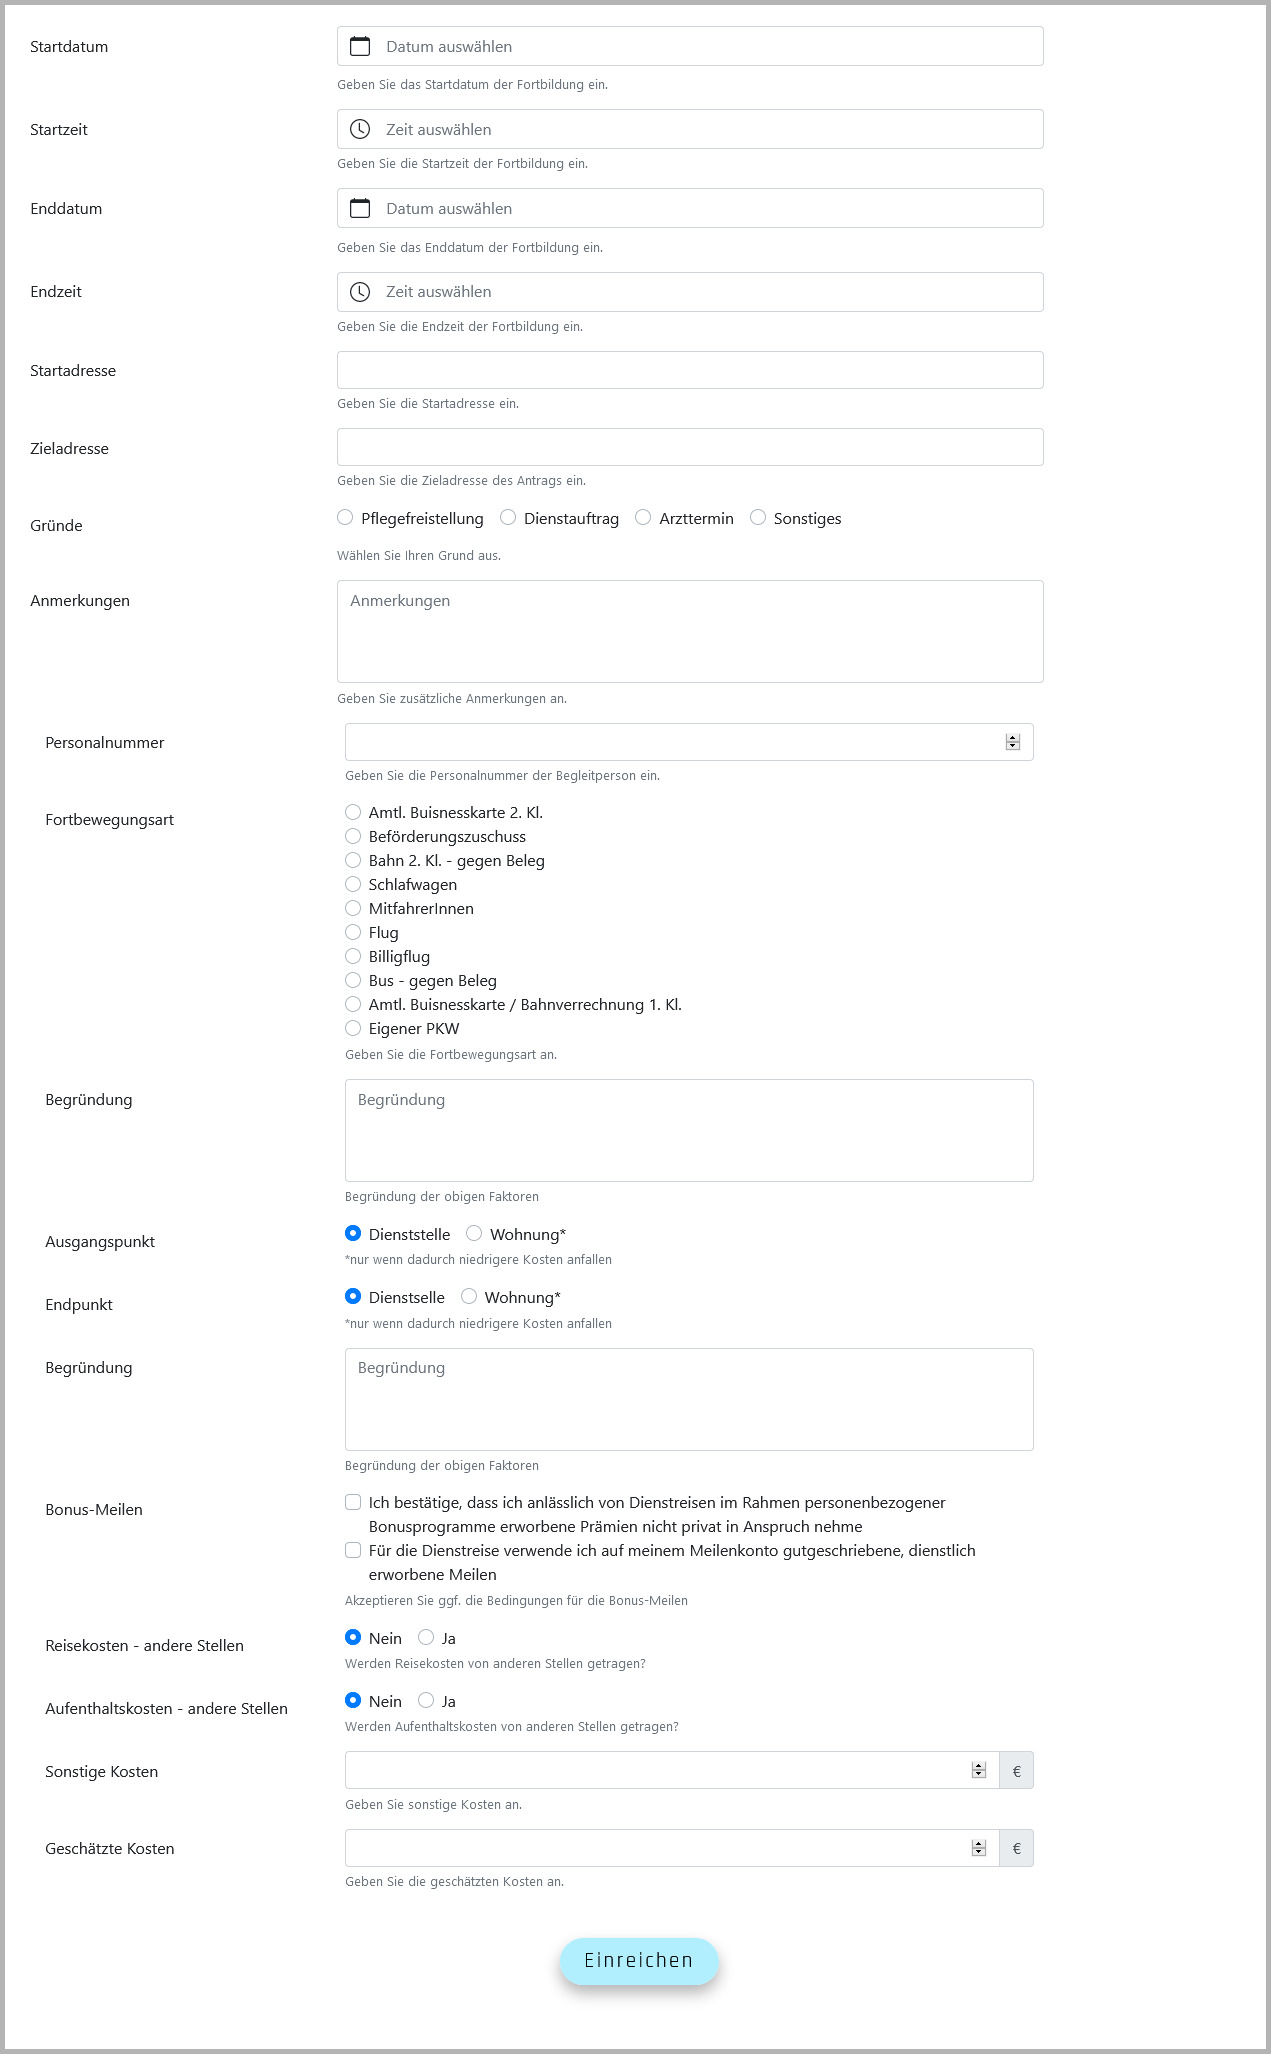 Startdatum
Datum auswählen
Geben Sie das Startdatum der Fortbildung ein.
Startzeit
Zeit auswählen
Geben Sie die Startzeit der Fortbildung ein.
Enddatum
Datum auswählen
Geben Sie das Enddatum der Fortbildung ein.
Endzeit
Zeit auswählen
Geben Sie die Endzeit der Fortbildung ein.
Startadresse
Geben Sie die Startadresse ein.
Zieladresse
Geben Sie die Zieladresse des Antrags ein.
Gründe
Pflegefreistellung Dienstauftrag Arzttermin Sonstiges
Wählen Sie Ihren Grund aus.
Anmerkungen
Anmerkungen
Geben Sie zusätzliche Anmerkungen an.
Personalnummer
Geben Sie die Personalnummer der Begleitperson ein.
Fortbewegungsart
Amtl. Buisnesskarte 2. Kl.
Beförderungszuschuss
Bahn 2. Kl. - gegen Beleg
Schlafwagen
MitfahrerInnen
Flug
Billigflug
Bus - gegen Beleg
Amtl. Buisnesskarte / Bahnverrechnung 1. Kl.
Eigener PKW
Geben Sie die Fortbewegungsart an.
Begründung
Begründung
Begründung der obigen Faktoren
Ausgangspunkt
Dienststelle Wohnung*
*nur wenn dadurch niedrigere Kosten anfallen
Endpunkt
Dienstselle Wohnung*
*nur wenn dadurch niedrigere Kosten anfallen
Begründung
Begründung
Begründung der obigen Faktoren
Bonus-Meilen
Ich bestätige, dass ich anlässlich von Dienstreisen im Rahmen personenbezogener
Bonusprogramme erworbene Prämien nicht privat in Anspruch nehme
Für die Dienstreise verwende ich auf meinem Meilenkonto gutgeschriebene, dienstlich
erworbene Meilen
Akzeptieren Sie ggf. die Bedingungen für die Bonus-Meilen
Reisekosten - andere Stellen
Nein Ja
Werden Reisekosten von anderen Stellen getragen?
Aufenthaltskosten - andere Stellen
Nein Ja
Werden Aufenthaltskosten von anderen Stellen getragen?
Sonstige Kosten
€
Geben Sie sonstige Kosten an.
Geschätzte Kosten
€
Geben Sie die geschätzten Kosten an.
Einreichen